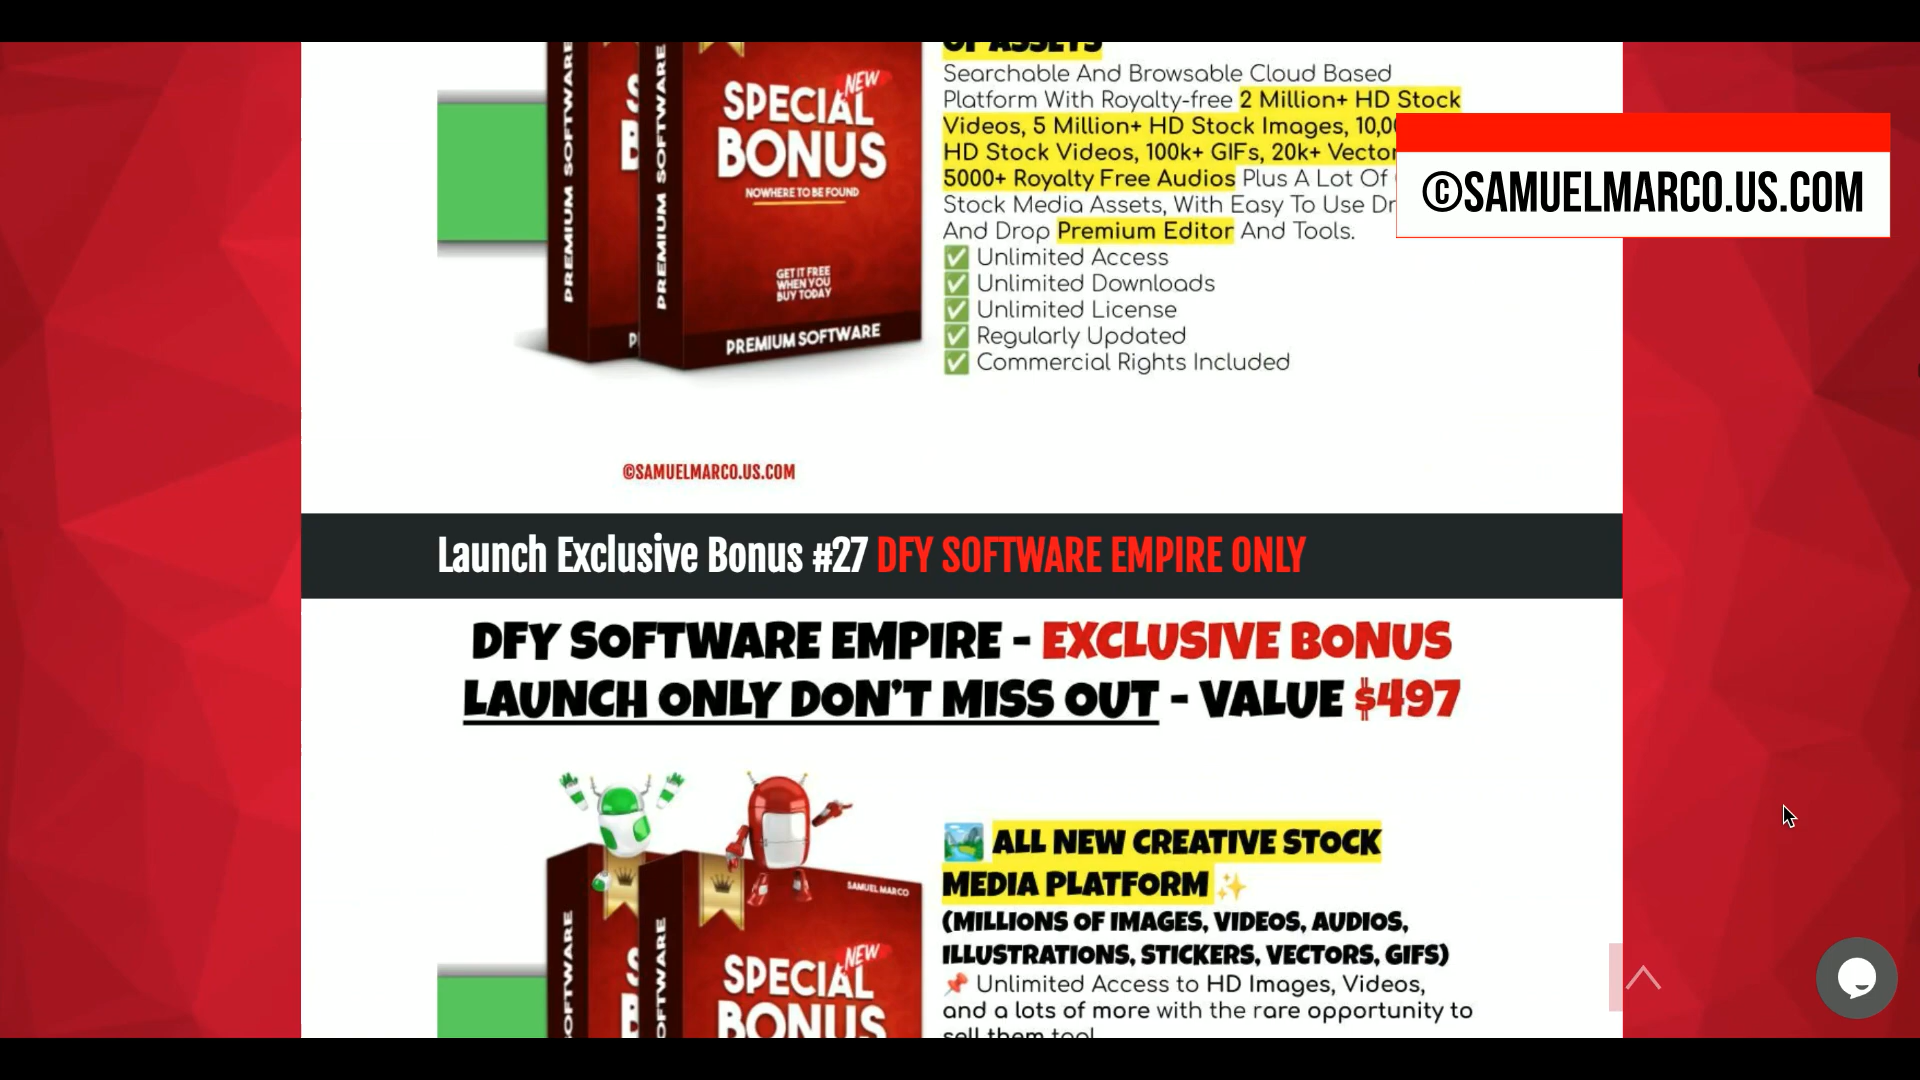 OF ASSETS
Searchable And Browsable Cloud Based
Platform With Royalty-free 2 Million+ HD Stock
Videos, 5 Million+ HD Stock Images,
HD Stock Videos, 100k+ GIFs, 20k+
5000+ Royalty Free Audios Plus A Lot Of
Stock Media Assets, With Easy To Use
And Drop Premium Editor And Tools.
✅ Unlimited Access
✅ Unlimited Downloads
✅ Unlimited License
✅ Regularly Updated
✅ Commercial Rights Included
©SAMUELMARCO.US.COM
PREMIUM SOFTWARE
PREMIUM SOFTWARE
NEW
SPECIAL
BONUS
NOWHERE TO BE FOUND
GET IT FREE
WHEN YOU
BUY TODAY
PREMIUM SOFTWARE
©SAMUELMARCO.US.COM
Launch Exclusive Bonus #27 DFY SOFTWARE EMPIRE ONLY
DFY SOFTWARE EMPIRE - EXCLUSIVE BONUS
LAUNCH ONLY DON'T MISS OUT - VALUE $497
SAMUEL MARCO
NEW
SPECIAL
BONUS
ALL NEW CREATIVE STOCK
MEDIA PLATFORM
(MILLIONS OF IMAGES, VIDEOS, AUDIOS,
ILLUSTRATIONS, STICKERS, VECTORS, GIFS)
Unlimited Access to HD Images, Videos,
and a lots of more with the rare opportunity to
sell them too!